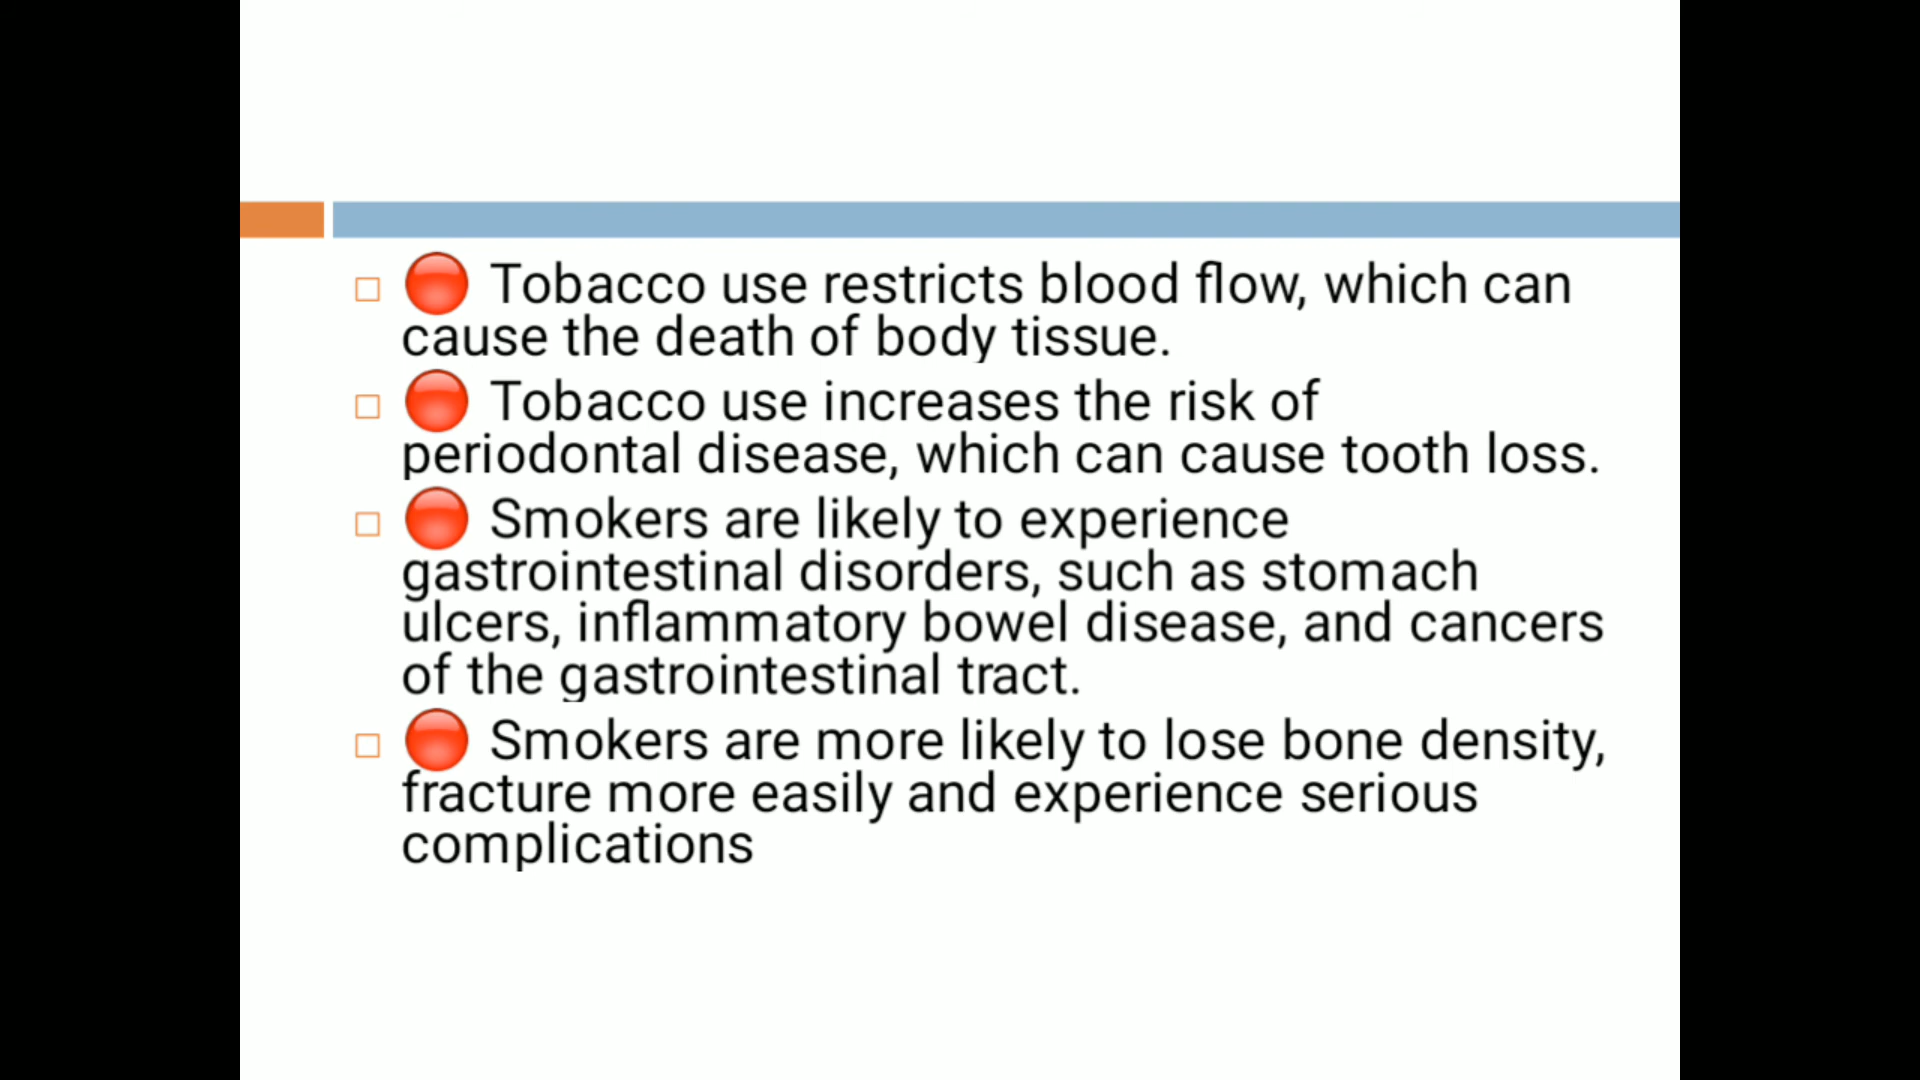 🔴 Tobacco use restricts blood flow, which can
cause the death of body tissue.
🔴 Tobacco use increases the risk of
periodontal disease, which can cause tooth loss.
🔴 Smokers are likely to experience
gastrointestinal disorders, such as stomach
ulcers, inflammatory bowel disease, and cancers
of the gastrointestinal tract.
🔴 Smokers are more likely to lose bone density,
fracture more easily and experience serious
complications